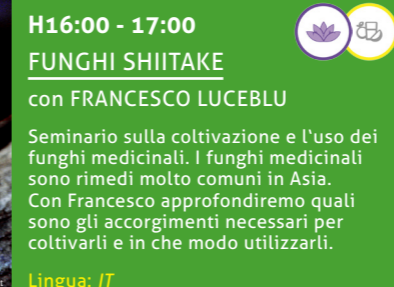 H16:00 - 17:00
FUNGHI SHIITAKE
con FRANCESCO LUCEBLU
Seminario sulla coltivazione e l'uso dei
funghi medicinali. I funghi medicinali
sono rimedi molto comuni in Asia.
Con Francesco approfondiremo quali
sono gli accorgimenti necessari per
coltivarli e in che modo utilizzarli.
Lingua: IT